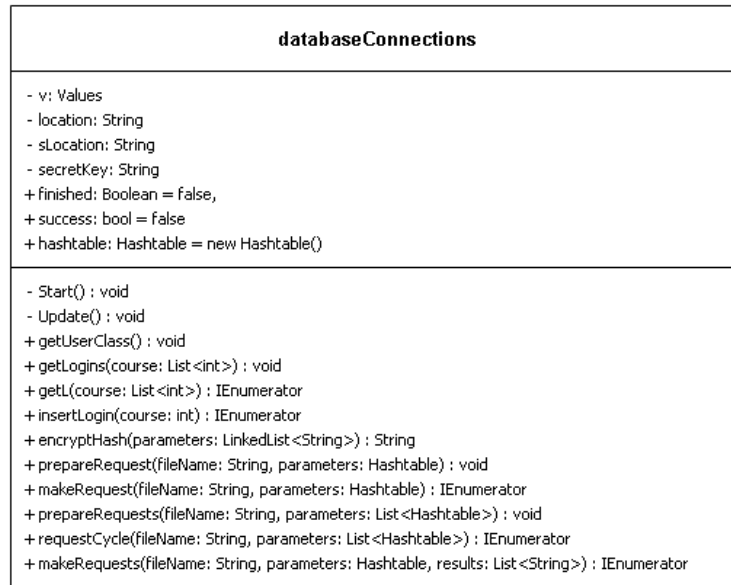 databaseConnections
- v: Values
- location: String
- sLocation: String
- secretKey: String
+ finished: Boolean = false,
+ success: bool = false
+ hashtable: Hashtable = new Hashtable()
- Start() : void
- Update() : void
+ getUserClass() : void
+ getLogins(course: List<int>) : void
+ getL(course: List<int>) : IEnumerator
+ insertLogin(course: int) : IEnumerator
+ encryptHash(parameters: LinkedList<String>) : String
+ prepareRequest(fileName: String, parameters: Hashtable) : void
+ makeRequest(fileName: String, parameters: Hashtable) : IEnumerator
+ prepareRequests(fileName: String, parameters: List<Hashtable>) : void
+ requestCycle(fileName: String, parameters: List<Hashtable>) : IEnumerator
+ makeRequests(fileName: String, parameters: Hashtable, results: List<String>) : IEnumerator